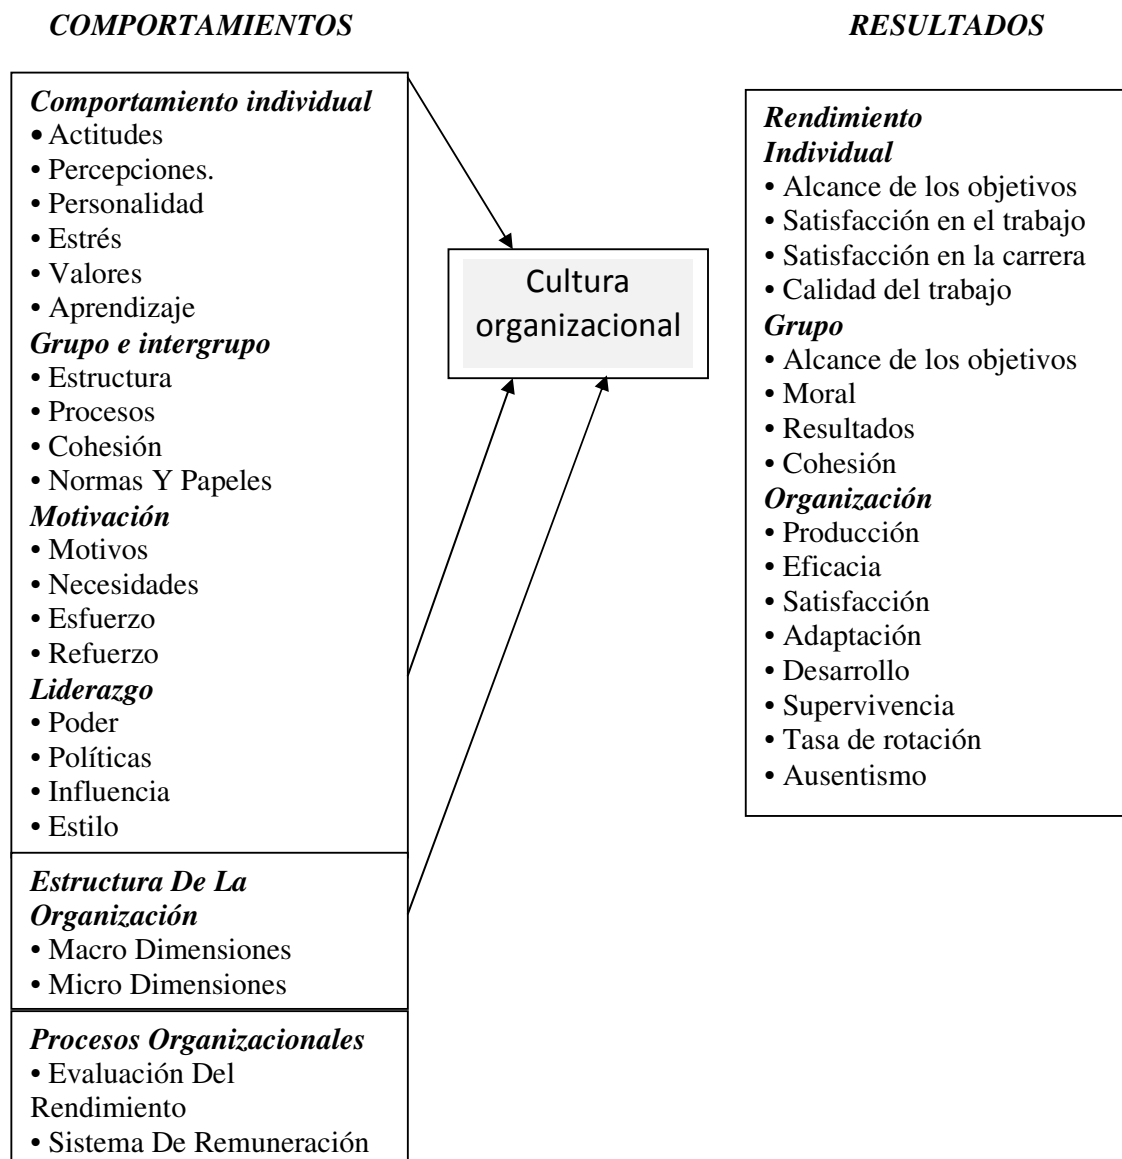 COMPORTAMIENTOS
Comportamiento individual
• Actitudes
• Percepciones.
• Personalidad
• Estrés
• Valores
• Aprendizaje
Grupo e intergrupo
• Estructura
• Procesos
• Cohesión
• Normas Y Papeles
Motivación
• Motivos
• Necesidades
• Esfuerzo
• Refuerzo
Liderazgo
• Poder
• Políticas
• Influencia
• Estilo
Estructura De La
Organización
• Macro Dimensiones
• Micro Dimensiones
Procesos Organizacionales
• Evaluación Del
Rendimiento
• Sistema De Remuneración
Cultura
organizacional
RESULTADOS
Rendimiento
Individual
• Alcance de los objetivos
• Satisfacción en el trabajo
• Satisfacción en la carrera
• Calidad del trabajo
Grupo
• Alcance de los objetivos
• Moral
• Resultados
• Cohesión
Organización
• Producción
• Eficacia
• Satisfacción
• Adaptación
• Desarrollo
• Supervivencia
• Tasa de rotación
• Ausentismo